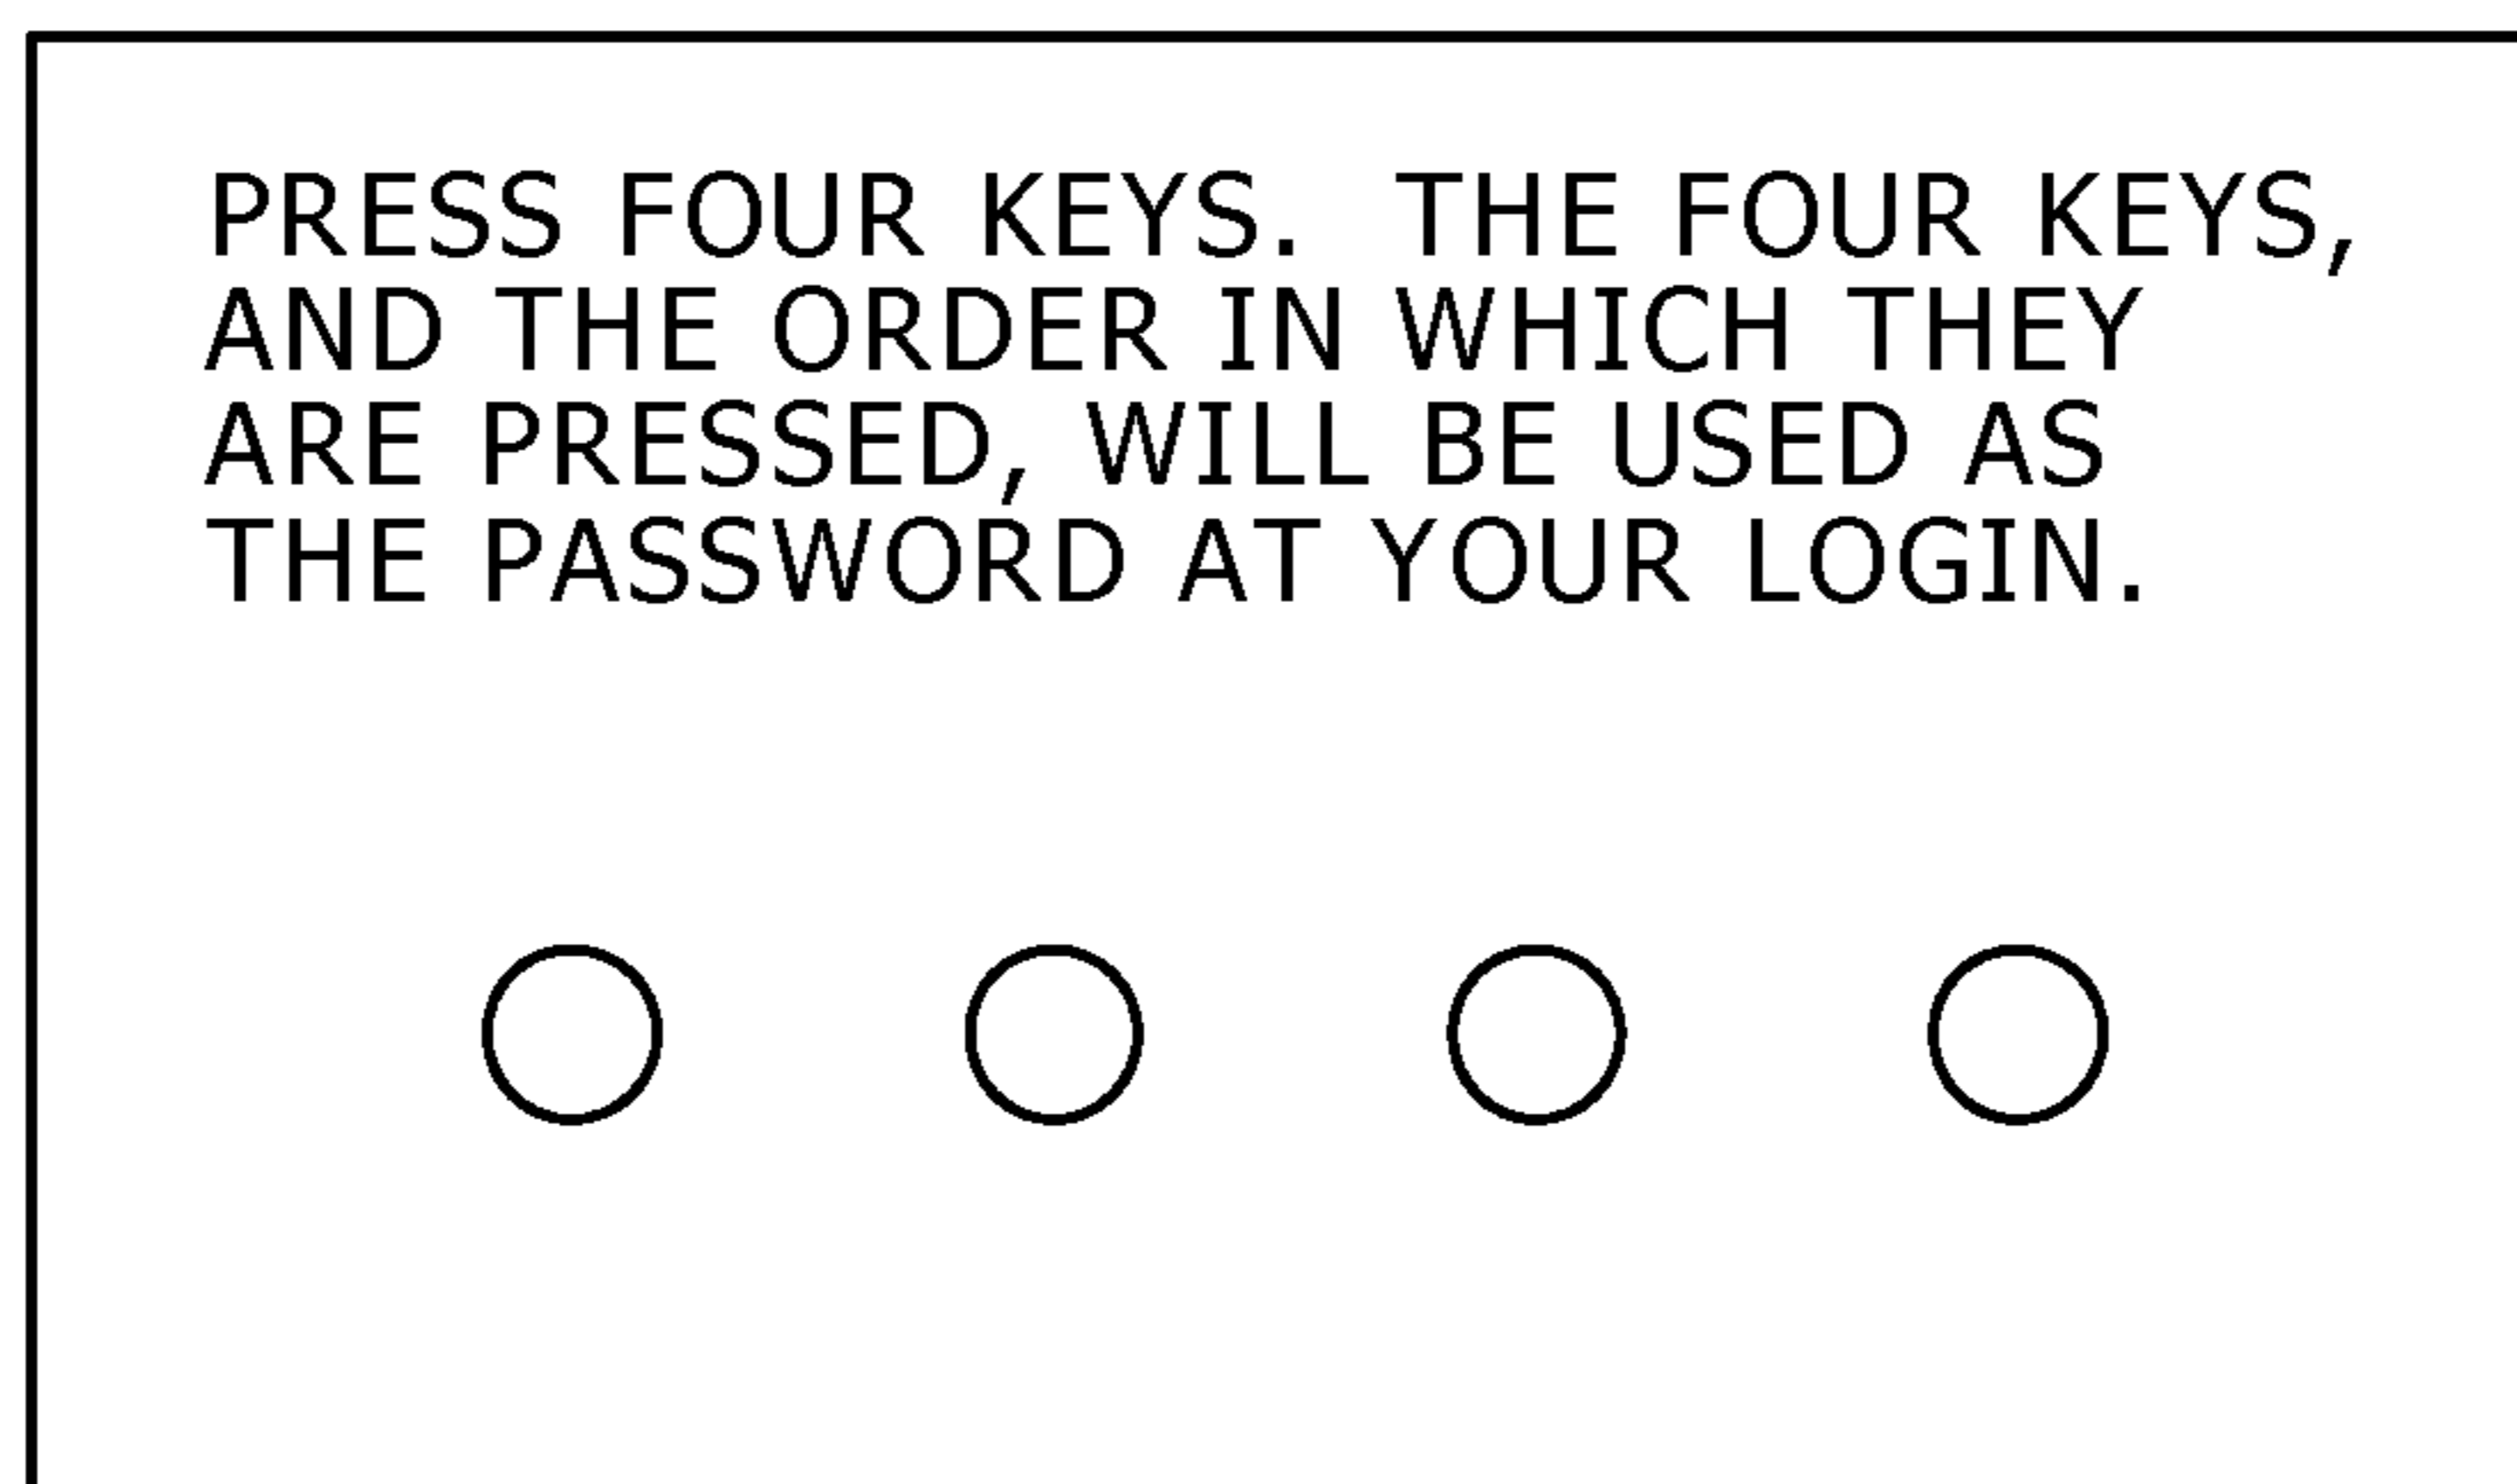 PRESS FOUR KEYS.  THE FOUR KEYS,
AND THE ORDER IN WHICH THEY
ARE PRESSED, WILL BE USED AS
THE PASSWORD AT YOUR LOGIN.